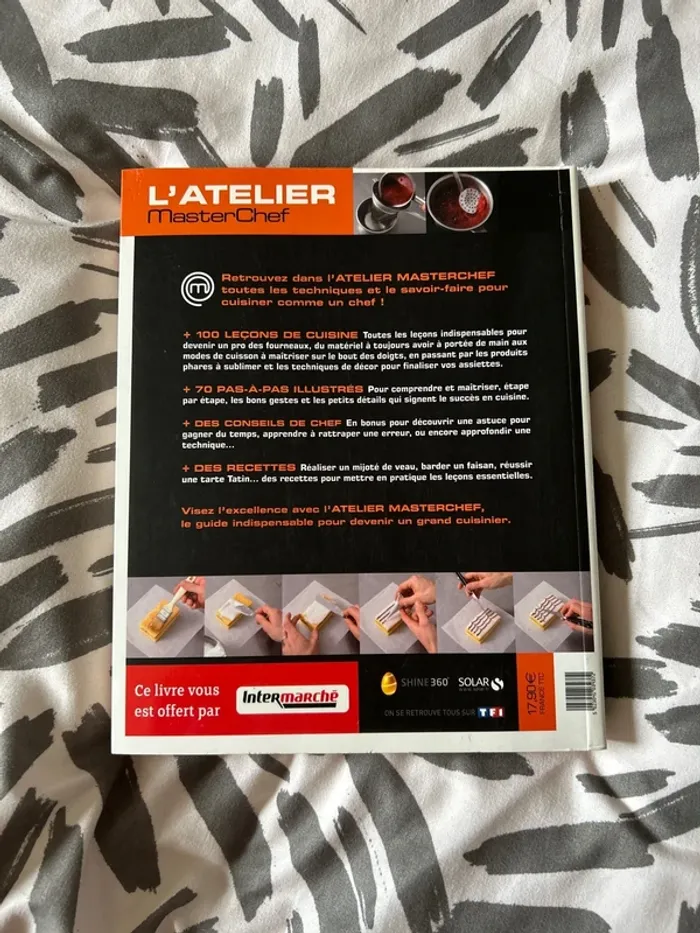 L'ATELIER
MasterChef
Retrouvez dans l'ATELIER MASTERCHEF
toutes les techniques et le savoir-faire pour
cuisiner comme un chef !
+ 100 LEÇONS DE CUISINE Toutes les leçons indispensables pour
devenir un pro des fourneaux, du matériel à toujours avoir à portée de main aux
modes de cuisson à maîtriser sur le bout des doigts, en passant par les produits
phares à sublimer et les techniques de décor pour finaliser vos assiettes.
+ 70 PAS-À-PAS ILLUSTRÉS Pour comprendre et maîtriser, étape
par étape, les bons gestes et les petits détails qui signent le succès en cuisine.
+ DES CONSEILS DE CHEF En bonus pour découvrir une astuce pour
gagner du temps, apprendre à rattraper une erreur, ou encore approfondir une
technique...
+ DES RECETTES Réaliser un mijoté de veau, barder un faisan, réussir
une tarte Tatin... des recettes pour mettre en pratique les leçons essentielles.
Visez l'excellence avec l'ATELIER MASTERCHEF,
le guide indispensable pour devenir un grand cuisinier.
Ce livre vous
est offert par
Intermarché
SHINE 360°
SOLAR
www.solar.fr
ON SE RETROUVE TOUS SUR TF1
17,90 €
FRANCE TTC